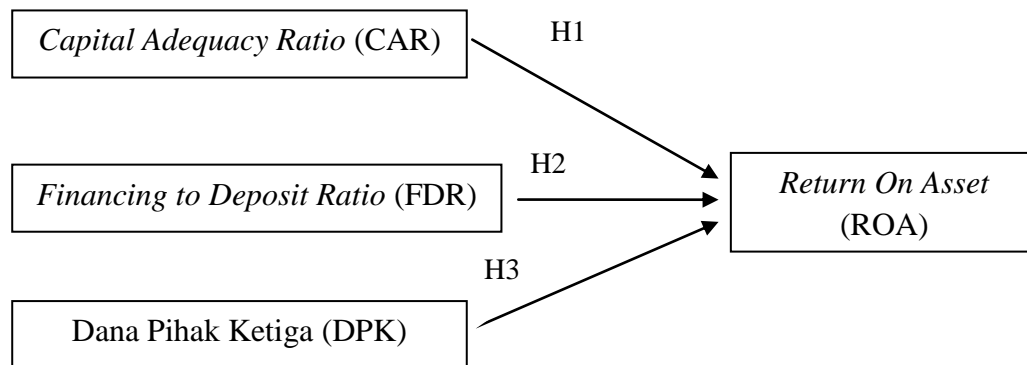 Capital Adequacy Ratio (CAR)
H1
Financing to Deposit Ratio (FDR)
H2
Return On Asset
(ROA)
H3
Dana Pihak Ketiga (DPK)